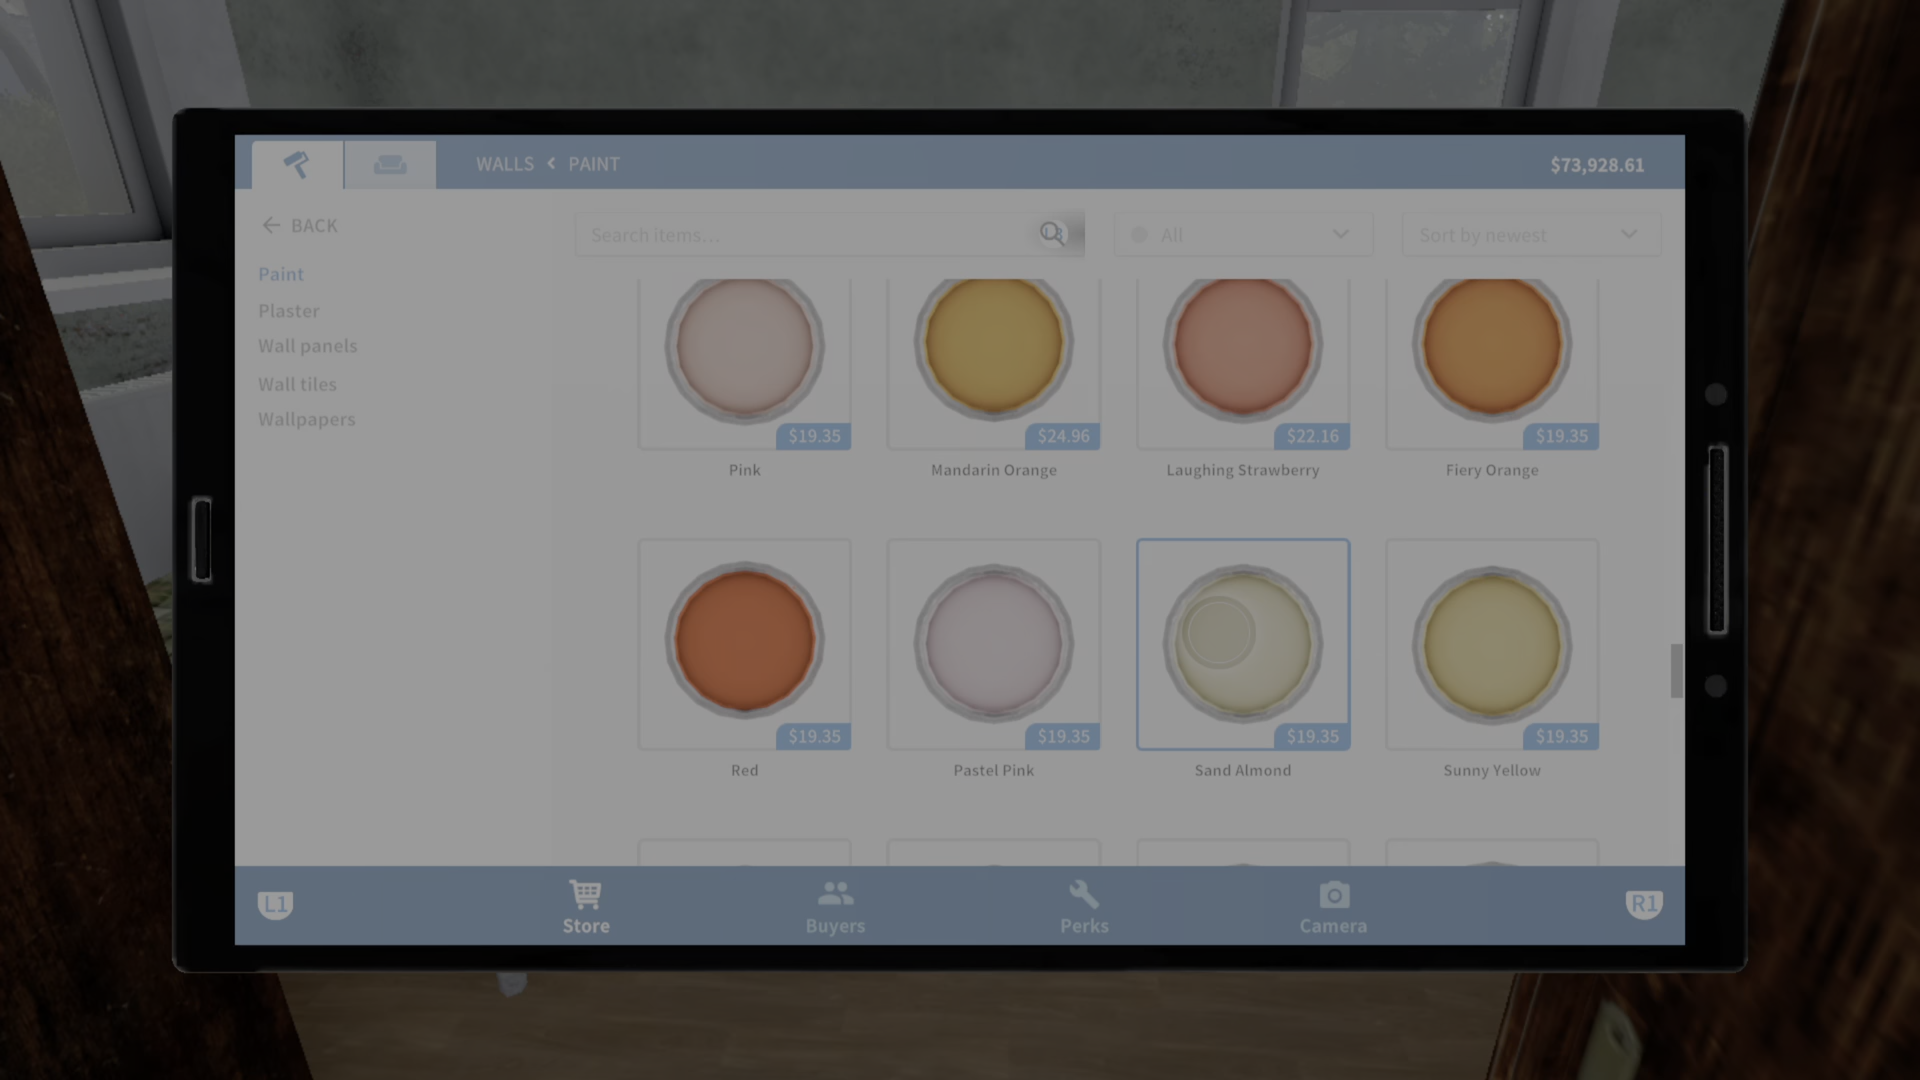 WALLS < PAINT
$73,928.61
BACK
Search items...
All
Sort by newest
Paint
Plaster
Wall panels
Wall tiles
Wallpapers
$19.35
$24.96
$22.16
$19.35
Pink
Mandarin Orange
Laughing Strawberry
Fiery Orange
$19.35
$19.35
$19.35
$19.35
Red
Pastel Pink
Sand Almond
Sunny Yellow
L1
Store
Buyers
Perks
Camera
R1